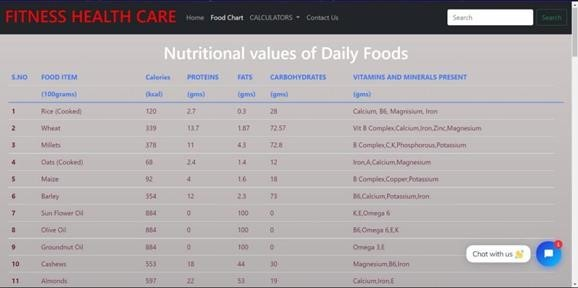 FITNESS HEALTH CARE Home Food Chart CALCULATORS Contact Us Search Search
Nutritional values of Daily Foods
S.NO FOOD ITEM Calories PROTEINS FATS CARBOHYDRATES VITAMINS AND MINERALS PRESENT
(100grams) (kcal) (gms) (gms) (gms) (gms)
1 Rice (Cooked) 120 2.7 0.3 28 Calcium, B6, Magnisium, Iron
2 Wheat 339 13.7 1.87 72.57 Vit B Complex,Calcium,Iron,Zinc,Magnesium
3 Millets 378 11 4.3 72.8 B Complex,C,K,Phosphorous,Potassium
4 Oats (Cooked) 68 2.4 1.4 12 Iron,A,Calcium,Magnesium
5 Maize 92 4 1.6 18 B Complex,Copper,Potassium
6 Barley 354 12 2.3 73 B6,Calcium,Potassium,Iron
7 Sun Flower Oil 884 0 100 0 K,E,Omega 6
8 Olive Oil 884 0 100 0 B6,Omega 6,E,K
9 Groundnut Oil 884 0 100 0 Omega 3,E
Chat with us 👋 1
10 Cashews 553 18 44 30 Magnesium,B6,Iron
11 Almonds 597 22 53 19 Calcium,Iron,E